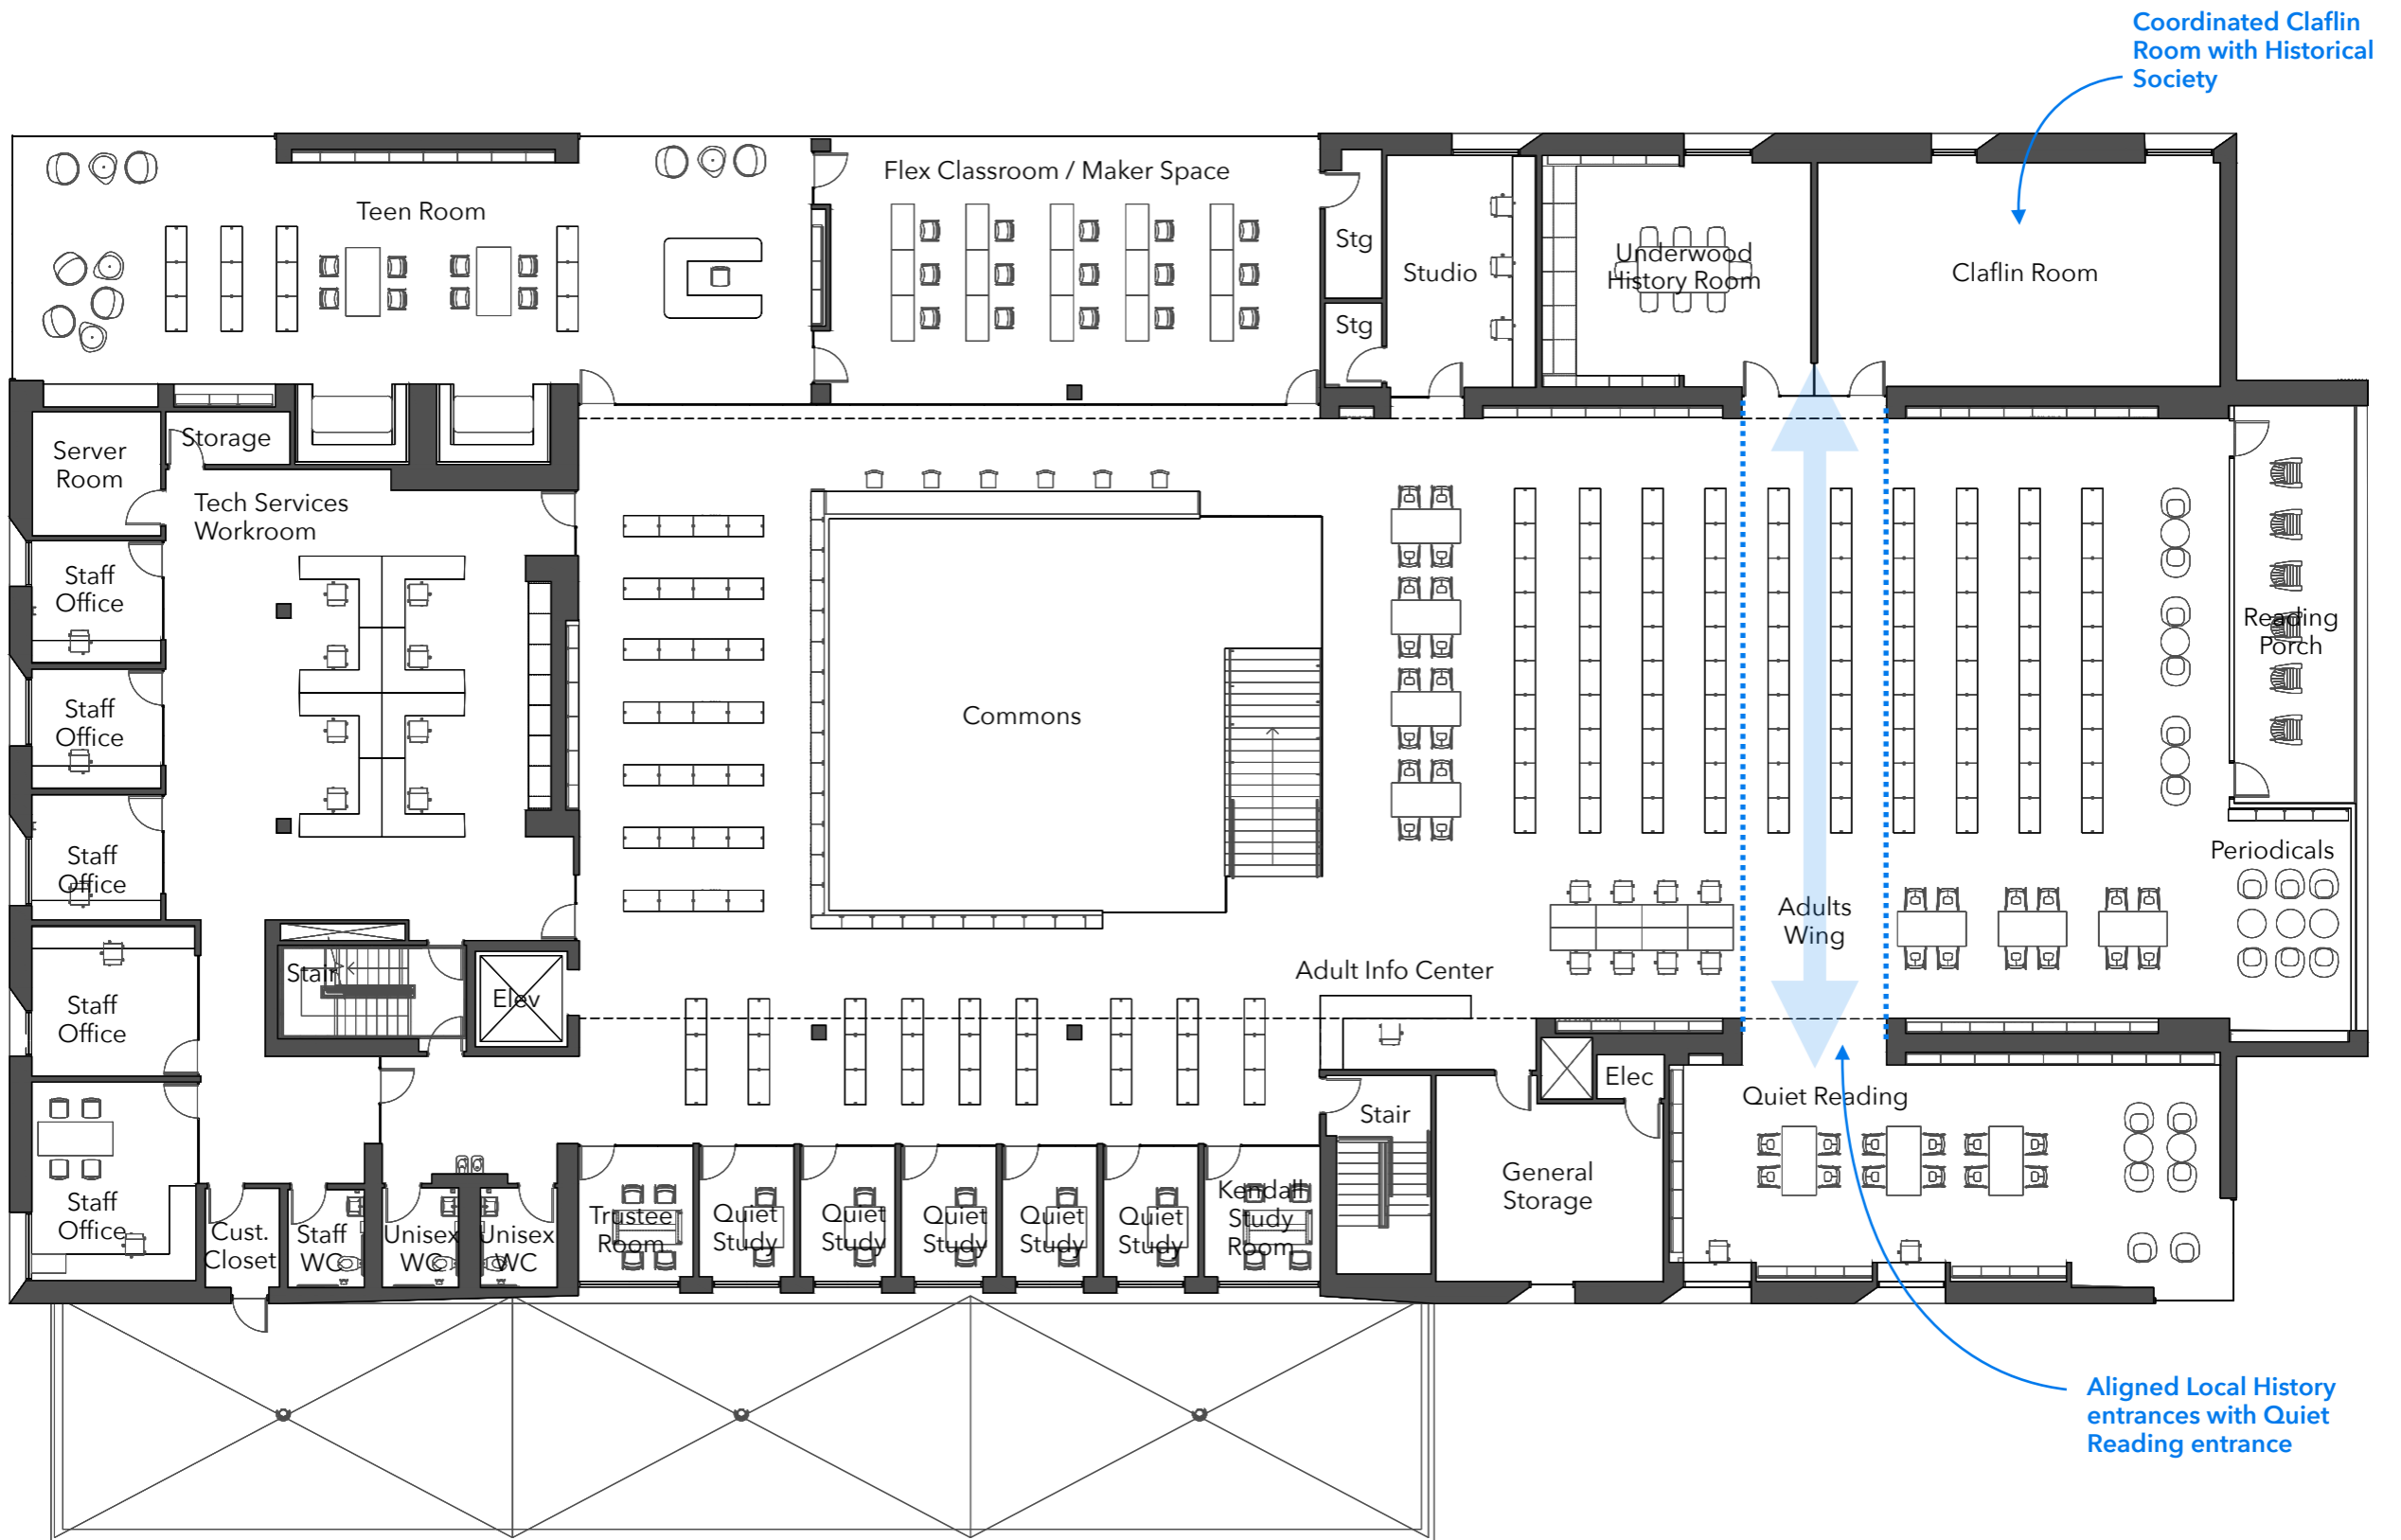 Coordinated Claflin
Room with Historical
Society
Flex Classroom / Maker Space
Teen Room
Stg
Studio
Underwood
History Room
Claflin Room
Stg
Server
Room
Storage
Tech Services
Workroom
Staff
Office
Reading
Porch
Staff
Office
Commons
Staff
Office
Periodicals
Adults
Wing
Stair
Elev
Adult Info Center
Staff
Office
Elec
Quiet Reading
Stair
General
Storage
Staff
Office
Cust.
Closet
Staff
WC
Unisex
WC
Unisex
WC
Trustee
Room
Quiet
Study
Quiet
Study
Quiet
Study
Quiet
Study
Quiet
Study
Kendall
Study
Room
Aligned Local History
entrances with Quiet
Reading entrance